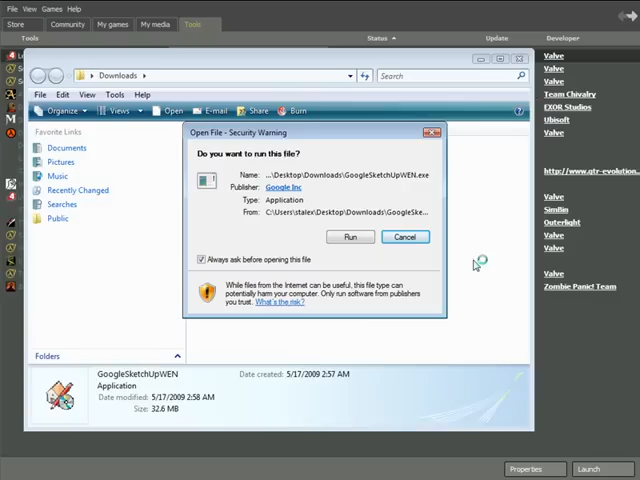 File View Games Help
Store Community My games My media Tools
Tools Status Update Developer
Downloads
Search
File Edit View Tools Help
Organize Views Open E-mail Share Burn
Favorite Links
Documents
Pictures
Music
Recently Changed
Searches
Public
Folders
Open File - Security Warning
Do you want to run this file?
Name: ...\Desktop\Downloads\GoogleSketchUpWEN.exe
Publisher: Google Inc
Type: Application
From: C:\Users\stalex\Desktop\Downloads\GoogleSke...
Run Cancel
Always ask before opening this file
While files from the Internet can be useful, this file type can
potentially harm your computer. Only run software from publishers
you trust. What's the risk?
GoogleSketchUpWEN Date created: 5/17/2009 2:57 AM
Application
Date modified: 5/17/2009 2:58 AM
Size: 32.6 MB
Valve
Valve
Valve
Team Chivalry
EXOR Studios
Ubisoft
Valve
http://www.gtr-evolution...
Valve
SimBin
Outerlight
Valve
Valve
Valve
Zombie Panic! Team
Properties Launch